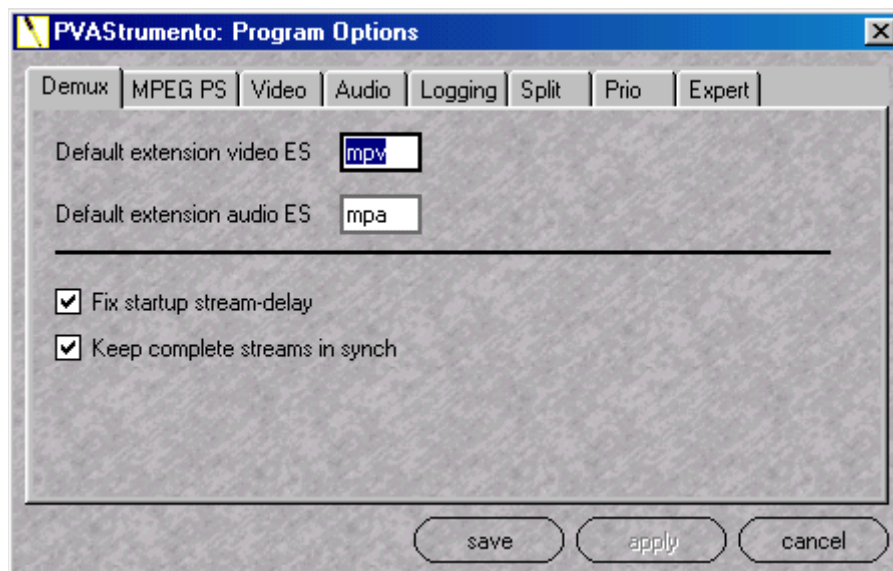 PVAStrumento: Program Options
Demux MPEG PS Video Audio Logging Split Prio Expert
Default extension video ES mpv
Default extension audio ES mpa
Fix startup stream-delay
Keep complete streams in synch
save apply cancel